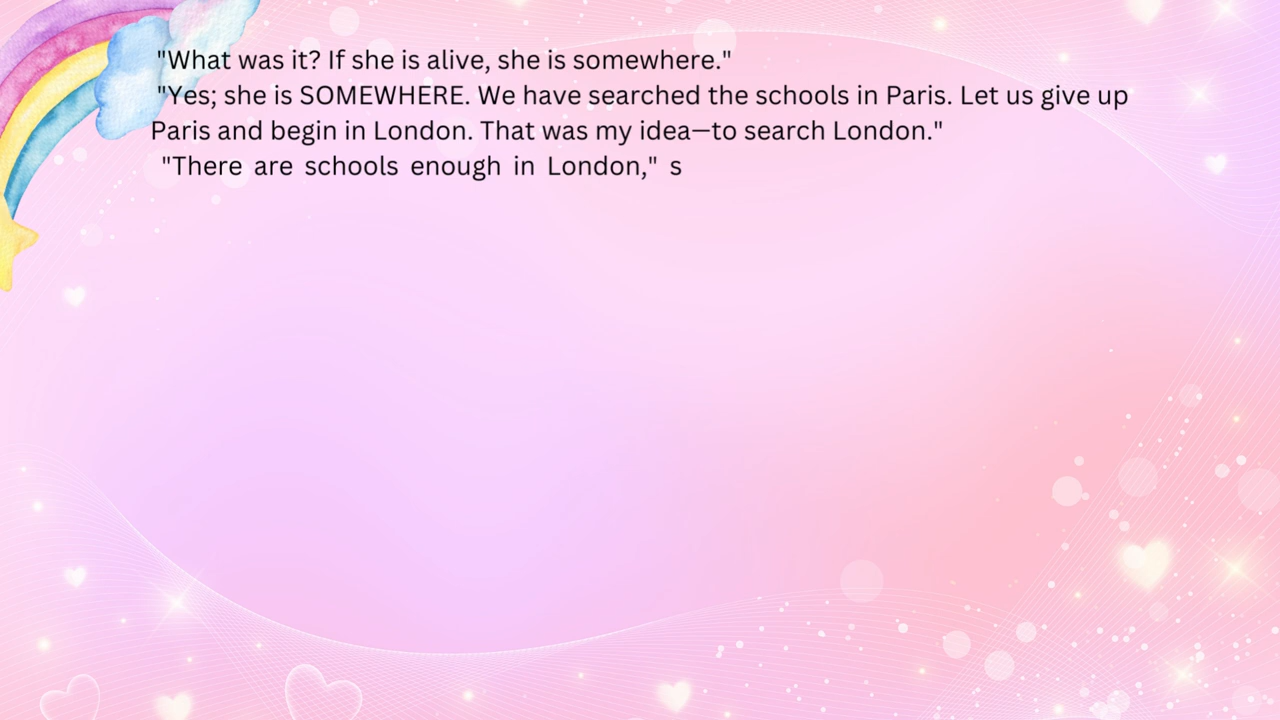 "What was it? If she is alive, she is somewhere."
"Yes; she is SOMEWHERE. We have searched the schools in Paris. Let us give up
Paris and begin in London. That was my idea—to search London."
"There are schools enough in London," s